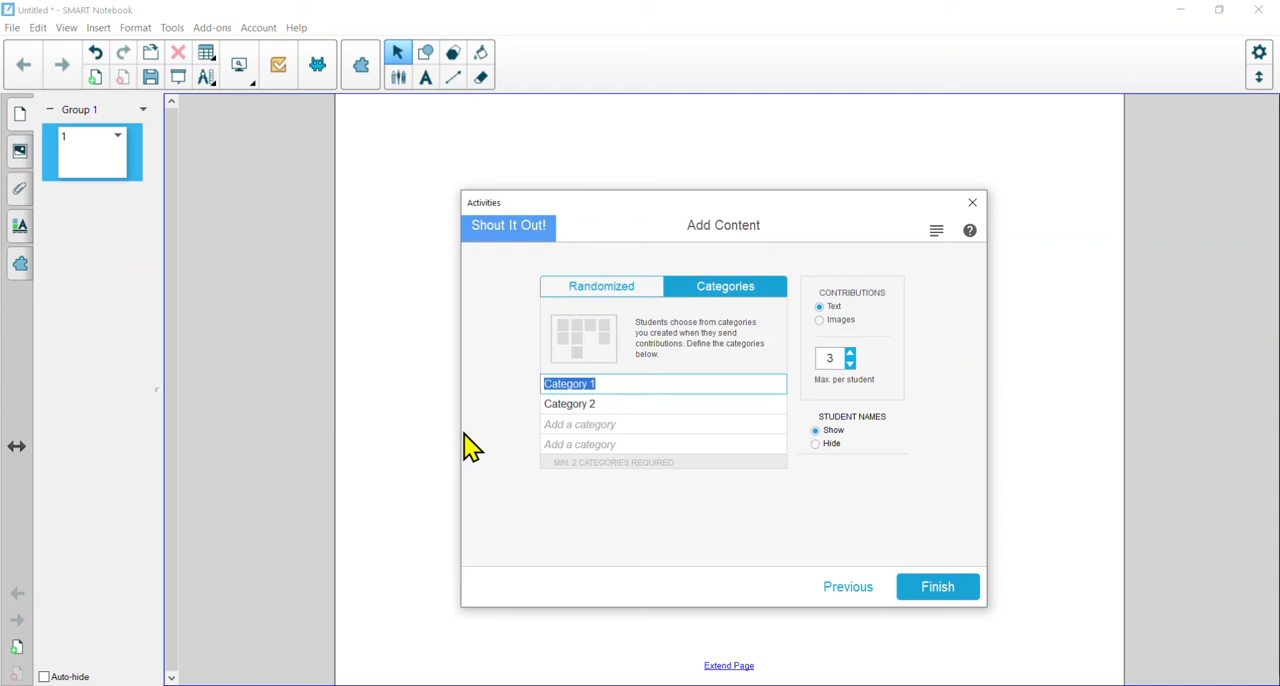 Untitled * - SMART Notebook
File Edit View Insert Format Tools Add-ons Account Help
Group 1
1
Activities
Shout It Out!
Add Content
Randomized
Categories
Students choose from categories
you created when they send
contributions. Define the categories
below.
Category 1
Category 2
Add a category
Add a category
MIN. 2 CATEGORIES REQUIRED
CONTRIBUTIONS
Text
Images
3
Max. per student
STUDENT NAMES
Show
Hide
Previous
Finish
Extend Page
Auto-hide